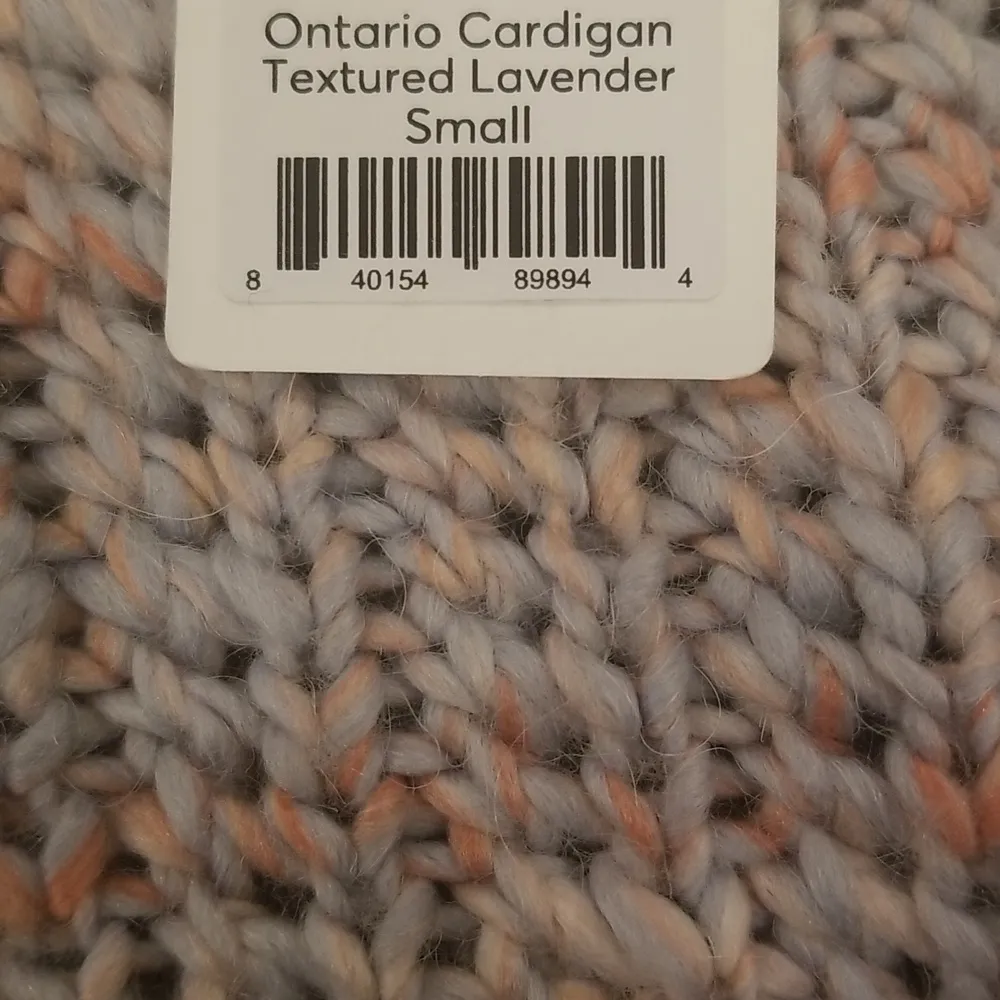 Ontario Cardigan
Textured Lavender
Small
8 40154 89894 4